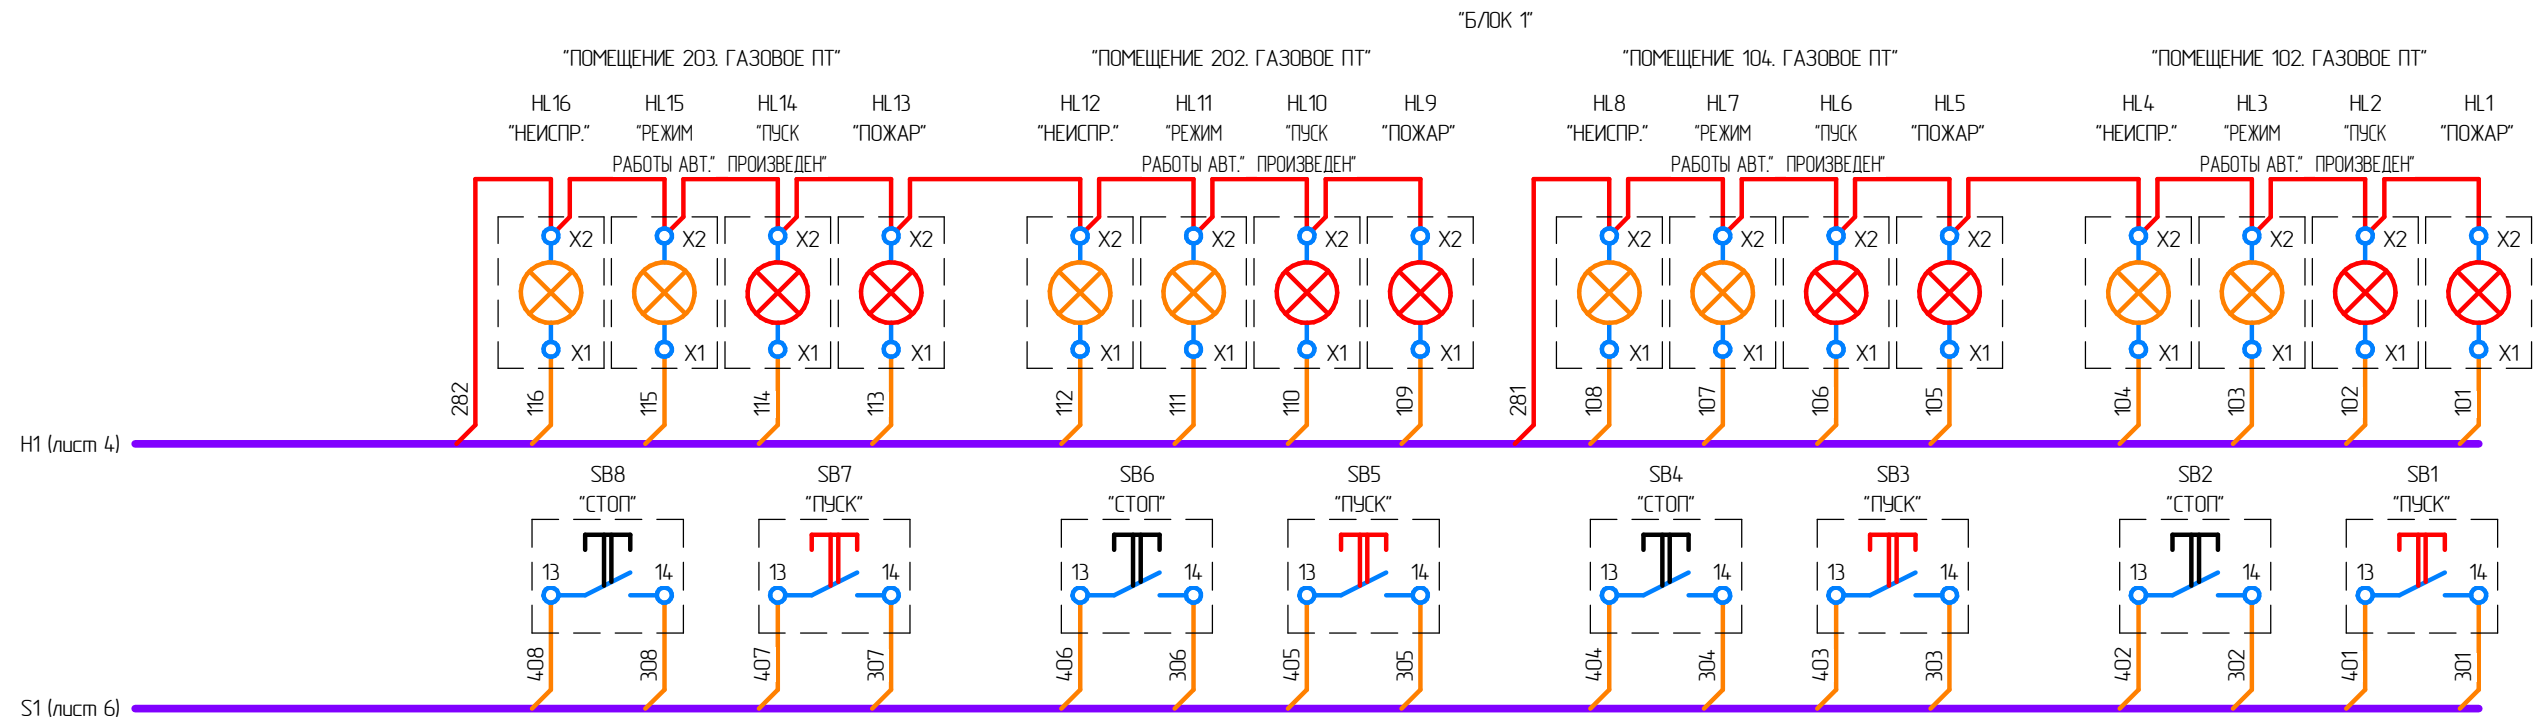 "БЛОК 1"
"ПОМЕЩЕНИЕ 203. ГАЗОВОЕ ПТ" "ПОМЕЩЕНИЕ 202. ГАЗОВОЕ ПТ" "ПОМЕЩЕНИЕ 104. ГАЗОВОЕ ПТ" "ПОМЕЩЕНИЕ 102. ГАЗОВОЕ ПТ"
HL16 HL15 HL14 HL13 HL12 HL11 HL10 HL9 HL8 HL7 HL6 HL5 HL4 HL3 HL2 HL1
"НЕИСПР." "РЕЖИМ "ПУСК "ПОЖАР" "НЕИСПР." "РЕЖИМ "ПУСК "ПОЖАР" "НЕИСПР." "РЕЖИМ "ПУСК "ПОЖАР" "НЕИСПР." "РЕЖИМ "ПУСК "ПОЖАР"
РАБОТЫ АВТ." ПРОИЗВЕДЕН" РАБОТЫ АВТ." ПРОИЗВЕДЕН" РАБОТЫ АВТ." ПРОИЗВЕДЕН" РАБОТЫ АВТ." ПРОИЗВЕДЕН"
X2 X2 X2 X2 X2 X2 X2 X2 X2 X2 X2 X2 X2 X2 X2 X2
X1 X1 X1 X1 X1 X1 X1 X1 X1 X1 X1 X1 X1 X1 X1 X1
282 116 115 114 113 112 111 110 109 281 108 107 106 105 104 103 102 101
H1 (лист 4)
SB8 SB7 SB6 SB5 SB4 SB3 SB2 SB1
"СТОП" "ПУСК" "СТОП" "ПУСК" "СТОП" "ПУСК" "СТОП" "ПУСК"
13 14 13 14 13 14 13 14 13 14 13 14 13 14 13 14
408 308 407 307 406 306 405 305 404 304 403 303 402 302 401 301
S1 (лист 6)